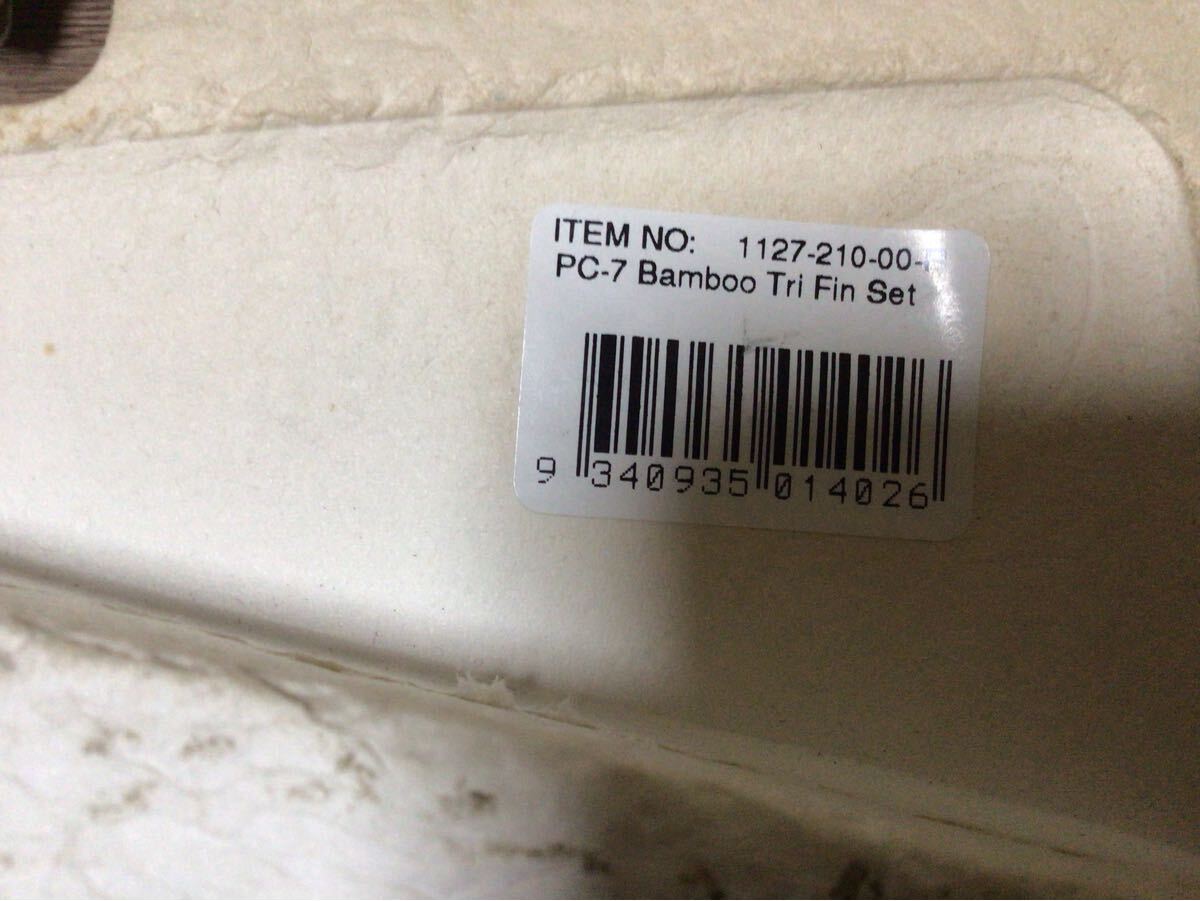 ITEM NO: 1127-210-00-
PC-7 Bamboo Tri Fin Set
9 340935 014026